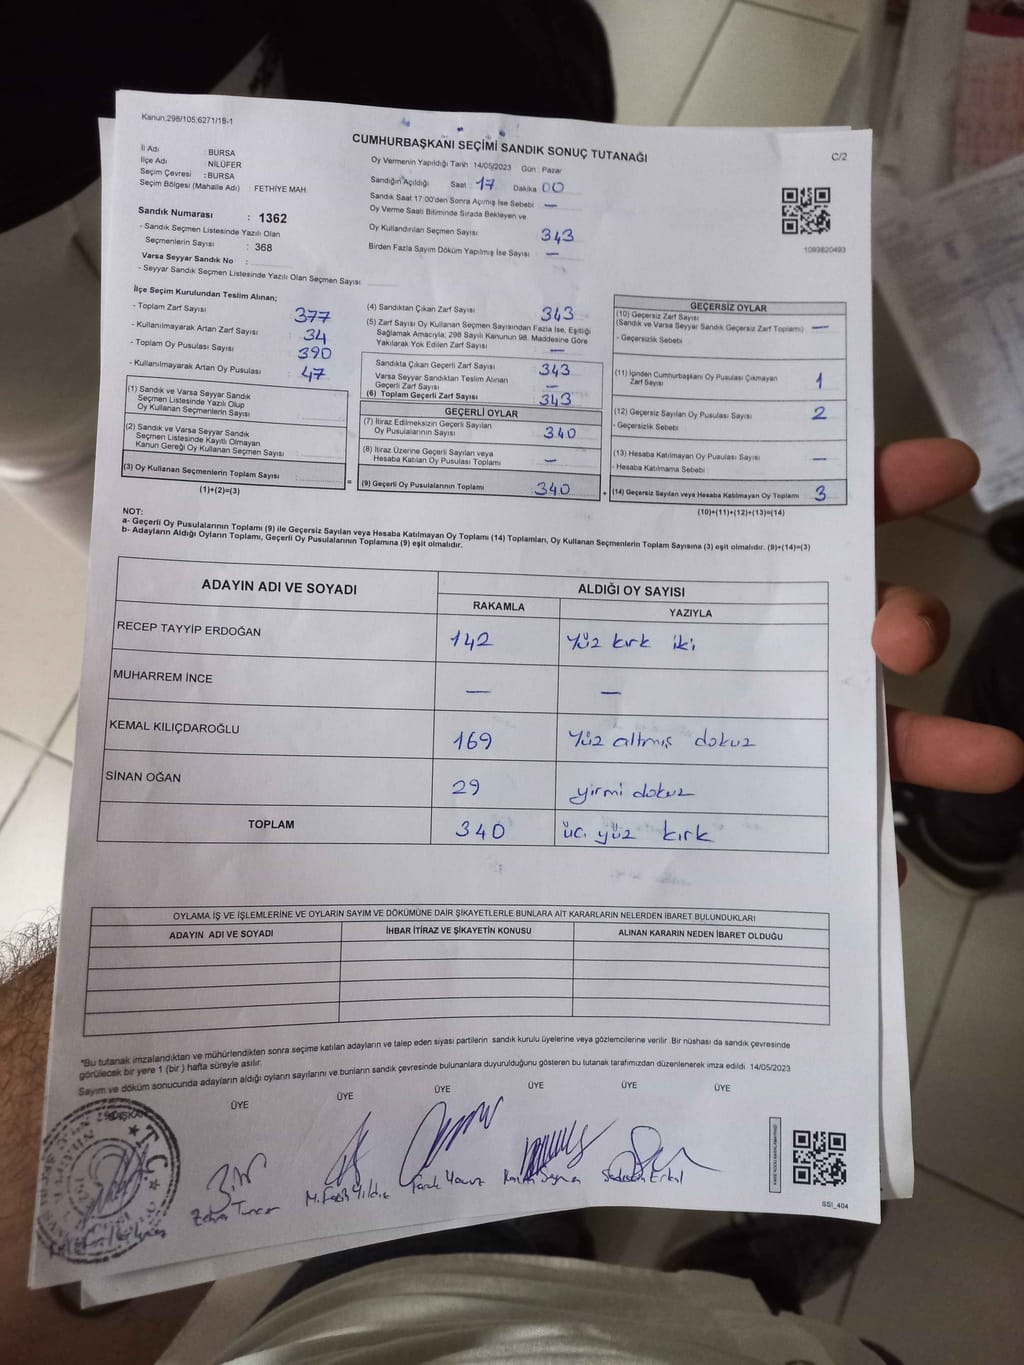 Kanun.298/105,6271/18-1
CUMHURBAŞKANI SEÇİMİ SANDIK SONUÇ TUTANAĞI
C/2
İl Adı : BURSA
İlçe Adı : NİLÜFER
Seçim Çevresi : BURSA
Seçim Bölgesi (Mahalle Adı) : FETHİYE MAH
Sandık Numarası : 1362
- Sandık Seçmen Listesinde Yazılı Olan
Seçmenlerin Sayısı : 368
Varsa Seyyar Sandık No :
- Seyyar Sandık Seçmen Listesinde Yazılı Olan Seçmen Sayısı
Oy Vermenin Yapıldığı Tarih 14/05/2023 Gün : Pazar
Sandığın Açıldığı Saat : 17 Dakika 00
Sandık Saat 17:00'den Sonra Açılmış İse Sebebi —
Oy Verme Saati Bitiminde Sırada Bekleyen ve
Oy Kullandırılan Seçmen Sayısı 343
Birden Fazla Sayım Döküm Yapılmış İse Sayısı —
1093820493
İlçe Seçim Kurulundan Teslim Alınan;
- Toplam Zarf Sayısı 377
- Kullanılmayarak Artan Zarf Sayısı 34
- Toplam Oy Pusulası Sayısı 390
- Kullanılmayarak Artan Oy Pusulası 47
(1) Sandık ve Varsa Seyyar Sandık
Seçmen Listesinde Yazılı Olup
Oy Kullanan Seçmenlerin Sayısı
(2) Sandık ve Varsa Seyyar Sandık
Seçmen Listesinde Kayıtlı Olmayan
Kanun Gereği Oy Kullanan Seçmen Sayısı :
(3) Oy Kullanan Seçmenlerin Toplam Sayısı
(1)+(2)=(3)
(4) Sandıktan Çıkan Zarf Sayısı 343
(5) Zarf Sayısı Oy Kullanan Seçmen Sayısından Fazla İse, Eşitliği
Sağlamak Amacıyla; 298 Sayılı Kanunun 98. Maddesine Göre
Yakılarak Yok Edilen Zarf Sayısı —
Sandıkta Çıkan Geçerli Zarf Sayısı 343
Varsa Seyyar Sandıktan Teslim Alınan
Geçerli Zarf Sayısı —
(6) Toplam Geçerli Zarf Sayısı 343
GEÇERLİ OYLAR
(7) İtiraz Edilmeksizin Geçerli Sayılan
Oy Pusulalarının Sayısı 340
(8) İtiraz Üzerine Geçerli Sayılan veya
Hesaba Katılan Oy Pusulası Toplamı —
= (9) Geçerli Oy Pusulalarının Toplamı 340 +
GEÇERSİZ OYLAR
(10) Geçersiz Zarf Sayısı
(Sandık ve Varsa Seyyar Sandık Geçersiz Zarf Toplamı) —
- Geçersizlik Sebebi
(11) İçinden Cumhurbaşkanı Oy Pusulası Çıkmayan
Zarf Sayısı 1
(12) Geçersiz Sayılan Oy Pusulası Sayısı 2
- Geçersizlik Sebebi :
(13) Hesaba Katılmayan Oy Pusulası Sayısı —
- Hesaba Katılmama Sebebi :
(14) Geçersiz Sayılan veya Hesaba Katılmayan Oy Toplamı 3
(10)+(11)+(12)+(13)=(14)
NOT:
a- Geçerli Oy Pusulalarının Toplamı (9) ile Geçersiz Sayılan veya Hesaba Katılmayan Oy Toplamı (14) Toplamları, Oy Kullanan Seçmenlerin Toplam Sayısına (3) eşit olmalıdır. (9)+(14)=(3)
b- Adayların Aldığı Oyların Toplamı, Geçerli Oy Pusulalarının Toplamına (9) eşit olmalıdır.
ADAYIN ADI VE SOYADI
ALDIĞI OY SAYISI
RAKAMLA
YAZIYLA
RECEP TAYYİP ERDOĞAN 142 yüz kırk iki
MUHARREM İNCE — —
KEMAL KILIÇDAROĞLU 169 yüz altmış dokuz
SİNAN OĞAN 29 yirmi dokuz
TOPLAM 340 üç yüz kırk
OYLAMA İŞ VE İŞLEMLERİNE VE OYLARIN SAYIM VE DÖKÜMÜNE DAİR ŞİKAYETLERLE BUNLARA AİT KARARLARIN NELERDEN İBARET BULUNDUKLARI
ADAYIN ADI VE SOYADI
İHBAR İTİRAZ VE ŞİKAYETİN KONUSU
ALINAN KARARIN NEDEN İBARET OLDUĞU
*Bu tutanak imzalandıktan ve mühürlendikten sonra seçime katılan adayların ve talep eden siyasi partilerin sandık kurulu üyelerine veya gözlemcilerine verilir. Bir nüshası da sandık çevresinde
görülecek bir yere 1 (bir) hafta süreyle asılır.
Sayım ve döküm sonucunda adayların aldığı oyların sayılarını ve bunların sandık çevresinde bulunanlara duyurulduğunu gösteren bu tutanak tarafımızdan düzenlenerek imza edildi. 14/05/2023
ÜYE ÜYE ÜYE ÜYE ÜYE ÜYE
T.C.
Zehra Tuncer
M. Fatih Yıldız
Faruk Yavuz
SSI_404